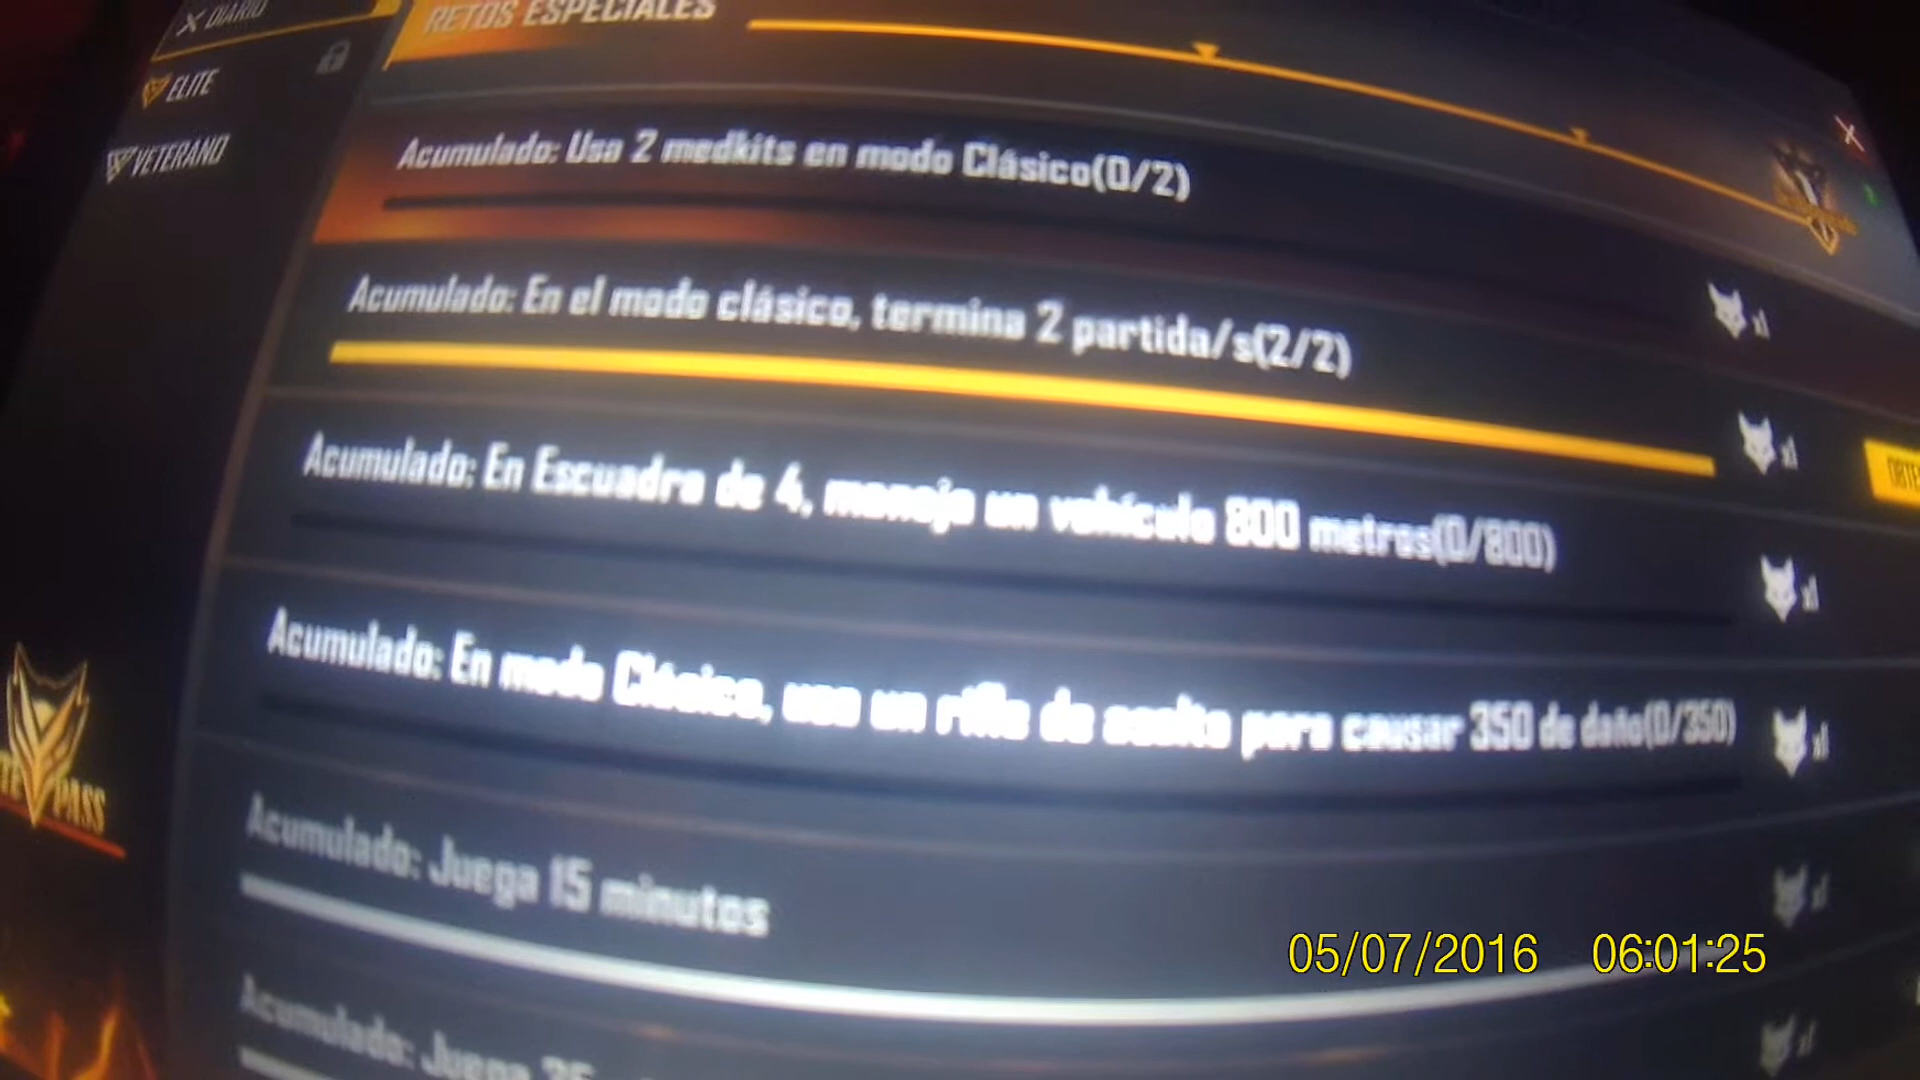 DIARIO
RETOS ESPECIALES
ELITE
VETERANO
Acumulado: Usa 2 medkits en modo Clásico(0/2)
x1
Acumulado: En el modo clásico, termina 2 partida/s(2/2)
x1
OBTE
Acumulado: En Escuadra de 4, maneja un vehículo 800 metros(0/800)
x1
Acumulado: En modo Clásico, usa un rifle de asalto para causar 350 de daño(0/350)
x1
PASS
Acumulado: Juega 15 minutos
x1
05/07/2016 06:01:25
Acumulado: Juega
x1